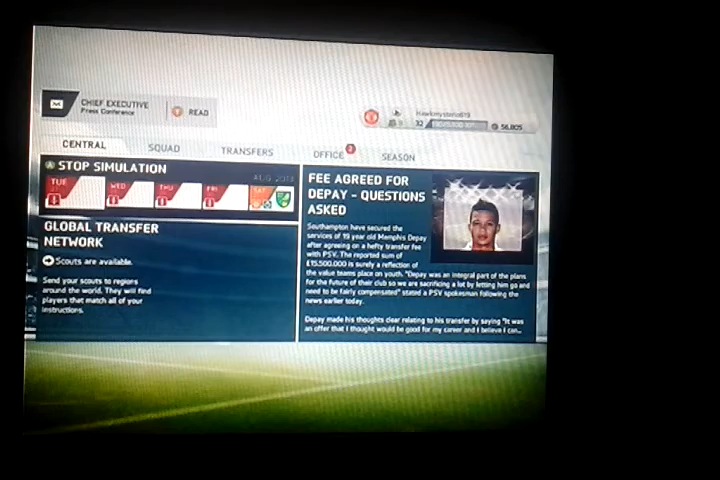 CHIEF EXECUTIVE
Press Conference
READ
Hawkmysterio619
32
56,805
CENTRAL
SQUAD
TRANSFERS
OFFICE
2
SEASON
STOP SIMULATION
TUE
WED
THU
FRI
SAT
GLOBAL TRANSFER
NETWORK
Scouts are available.
Send your scouts to regions
around the world. They will find
players that match all of your
instructions.
FEE AGREED FOR
DEPAY - QUESTIONS
ASKED
Southampton have secured the
services of 19 year old Memphis Depay
after agreeing on a hefty transfer fee
with PSV. The reported sum of
£15,500,000 is surely a reflection of
the value teams place on youth. "Depay was an integral part of the plans
for the future of their club so we are sacrificing a lot by letting him go and
need to be fairly compensated" stated a PSV spokesman following the
news earlier today.
Depay made his thoughts clear relating to his transfer by saying "It was
an offer that I thought would be good for my career and I believe I can...